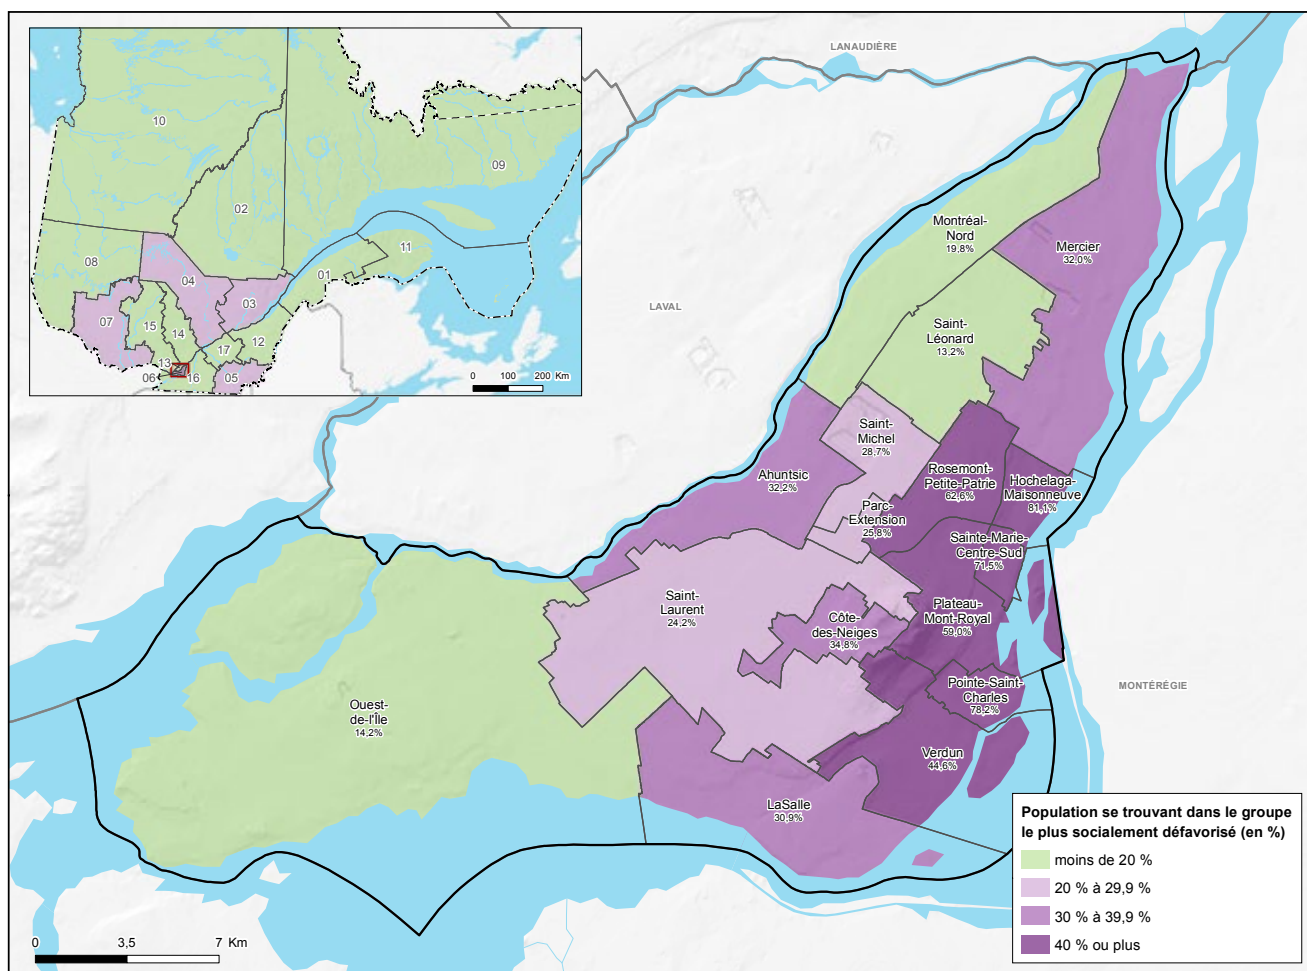 LANAUDIÈRE
10
09
02
11
08
01
04
03
07
15
14
12
17
13
06
16
05
0 100 200 Km
Montréal-
Nord
19,8%
Mercier
32,0%
LAVAL
Saint-
Léonard
13,2%
Saint-
Michel
28,7%
Ahuntsic
32,2%
Rosemont-
Petite-Patrie
62,6%
Hochelaga-
Maisonneuve
81,1%
Parc-
Extension
25,8%
Sainte-Marie-
Centre-Sud
71,5%
Saint-
Laurent
24,2%
Côte-
des-Neiges
34,8%
Plateau-
Mont-Royal
59,0%
Ouest-
de-l'Île
14,2%
Pointe-Saint-
Charles
78,2%
MONTÉRÉGIE
Verdun
44,6%
LaSalle
30,9%
Population se trouvant dans le groupe
le plus socialement défavorisé (en %)
moins de 20 %
20 % à 29,9 %
30 % à 39,9 %
40 % ou plus
0 3,5 7 Km